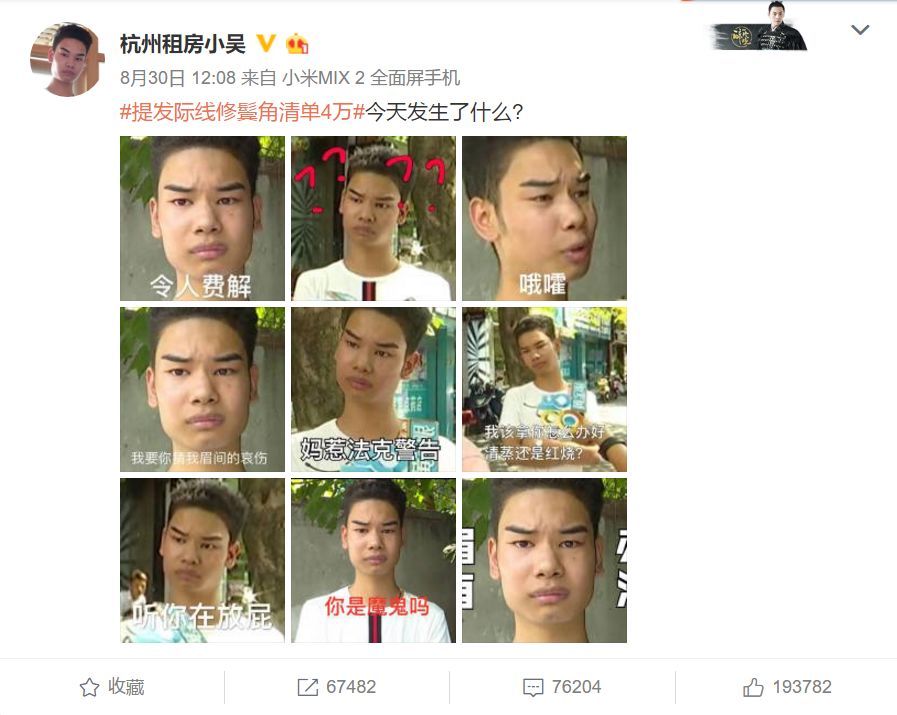 杭州租房小吴
8月30日 12:08 来自 小米MIX 2 全面屏手机
#提发际线修鬓角清单4万#今天发生了什么?
令人费解
????
哦嚯
我要你猜我眉间的哀伤
妈惹法克警告
我该拿你怎么办好
清蒸还是红烧?
听你在放屁
你是魔鬼吗
收藏
67482
76204
193782